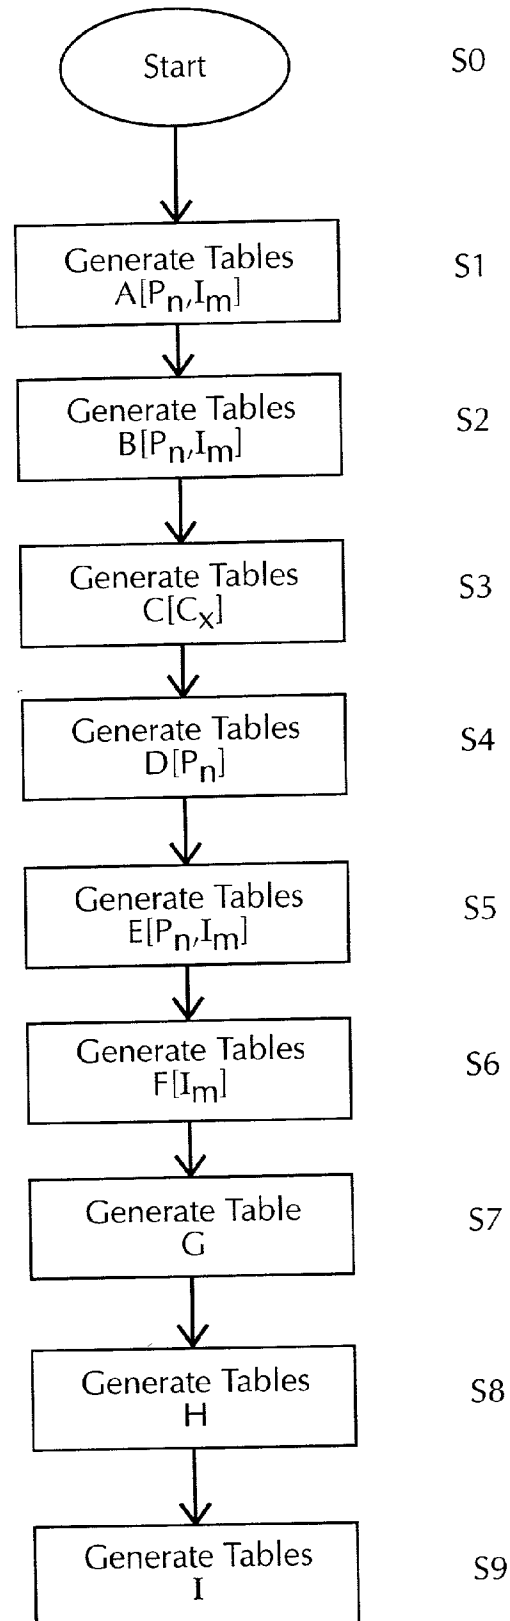 Start
S0
Generate Tables
A[Pn,Im]
S1
Generate Tables
B[Pn,Im]
S2
Generate Tables
C[Cx]
S3
Generate Tables
D[Pn]
S4
Generate Tables
E[Pn,Im]
S5
Generate Tables
F[Im]
S6
Generate Table
G
S7
Generate Tables
H
S8
Generate Tables
I
S9